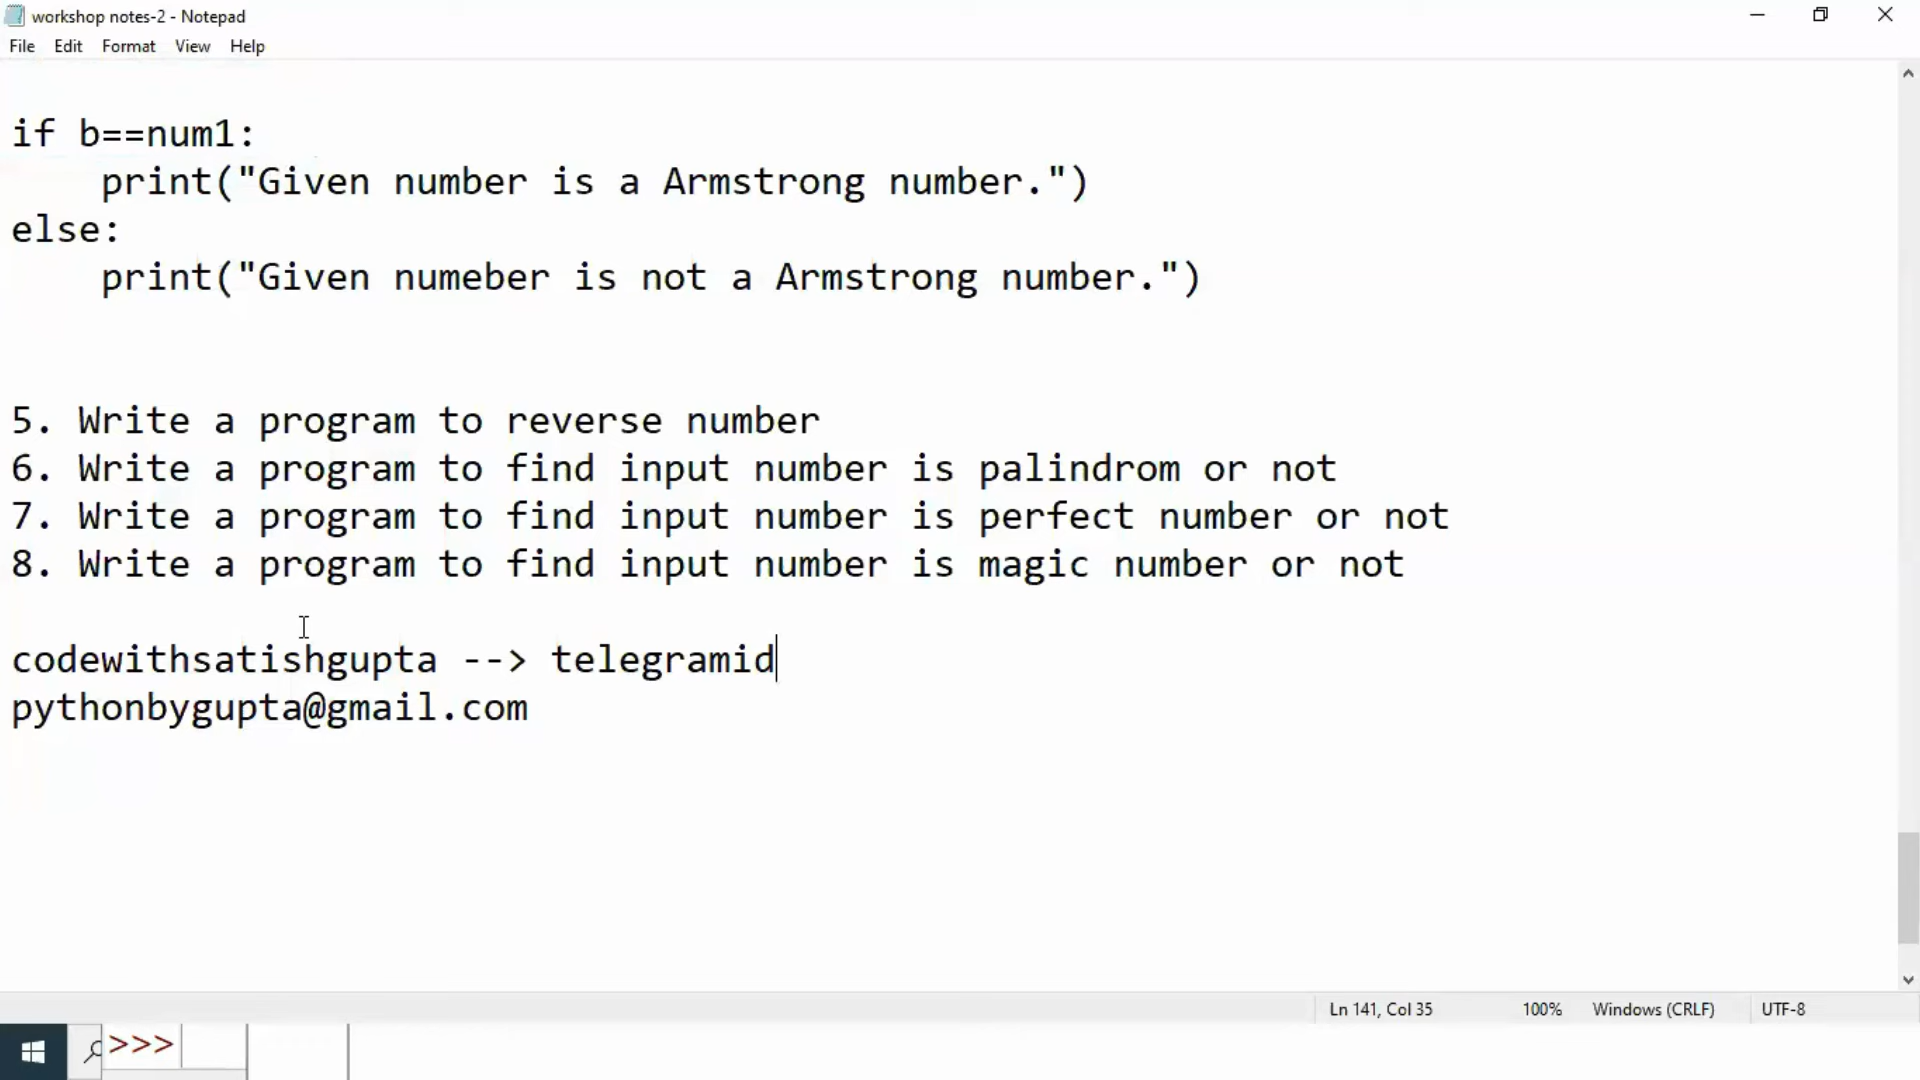 workshop notes-2 - Notepad
File Edit Format View Help
if b==num1:
    print("Given number is a Armstrong number.")
else:
    print("Given numeber is not a Armstrong number.")
5. Write a program to reverse number
6. Write a program to find input number is palindrom or not
7. Write a program to find input number is perfect number or not
8. Write a program to find input number is magic number or not
codewithsatishgupta --> telegramid
pythonbygupta@gmail.com
Ln 141, Col 35 100% Windows (CRLF) UTF-8
>>>